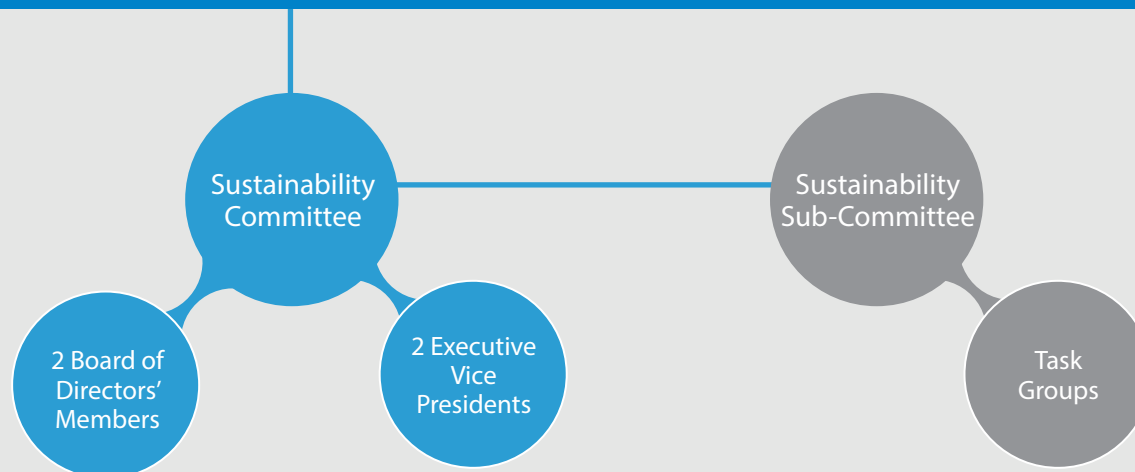 Sustainability
Committee
Sustainability
Sub-Committee
2 Board of
Directors’
Members
2 Executive
Vice
Presidents
Task
Groups